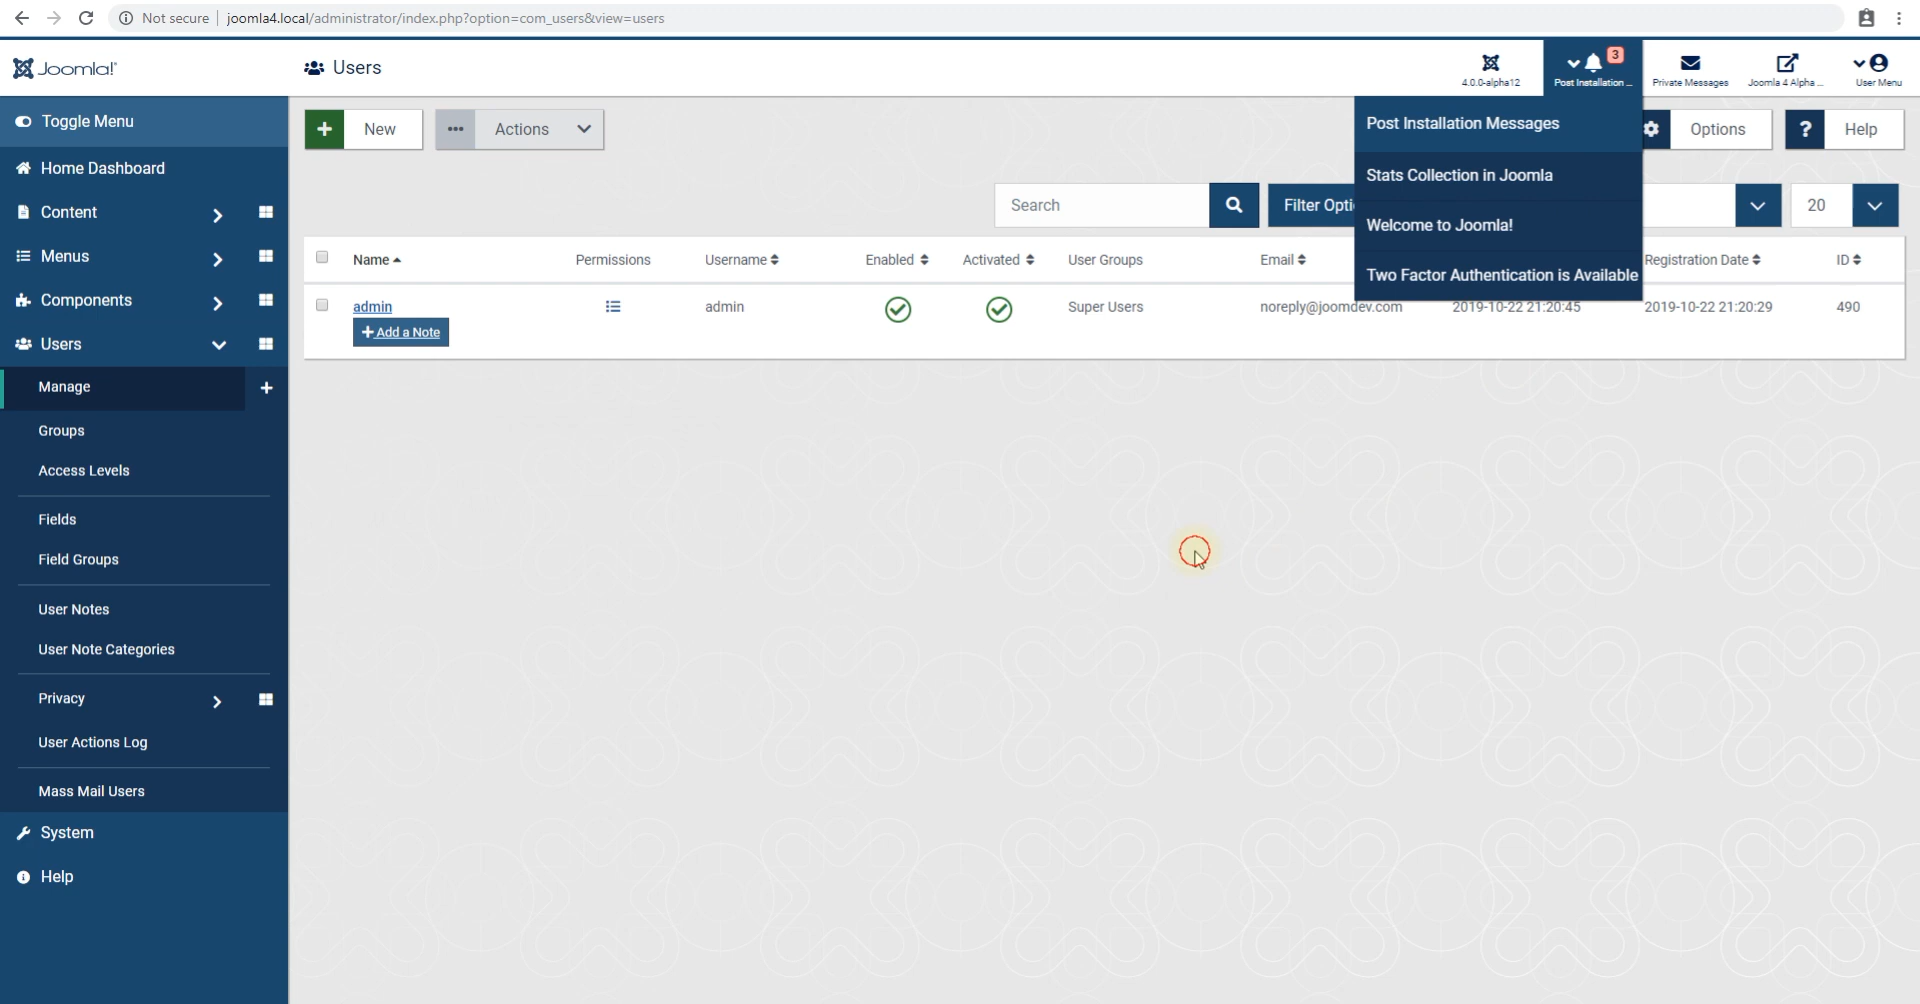 Not secure joomla4.local/administrator/index.php?option=com_users&view=users
Joomla!
Users
4.0.0-alpha12
3
Post Installation ...
Private Messages
Joomla 4 Alpha ...
User Menu
Toggle Menu
Home Dashboard
Content
Menus
Components
Users
Manage
Groups
Access Levels
Fields
Field Groups
User Notes
User Note Categories
Privacy
User Actions Log
Mass Mail Users
System
Help
New
Actions
Post Installation Messages
Stats Collection in Joomla
Welcome to Joomla!
Two Factor Authentication is Available
Options
? Help
Search
Filter Opti
20
Name Permissions Username Enabled Activated User Groups Email Registration Date ID
admin admin Super Users noreply@joomdev.com 2019-10-22 21:20:45 2019-10-22 21:20:29 490
+ Add a Note